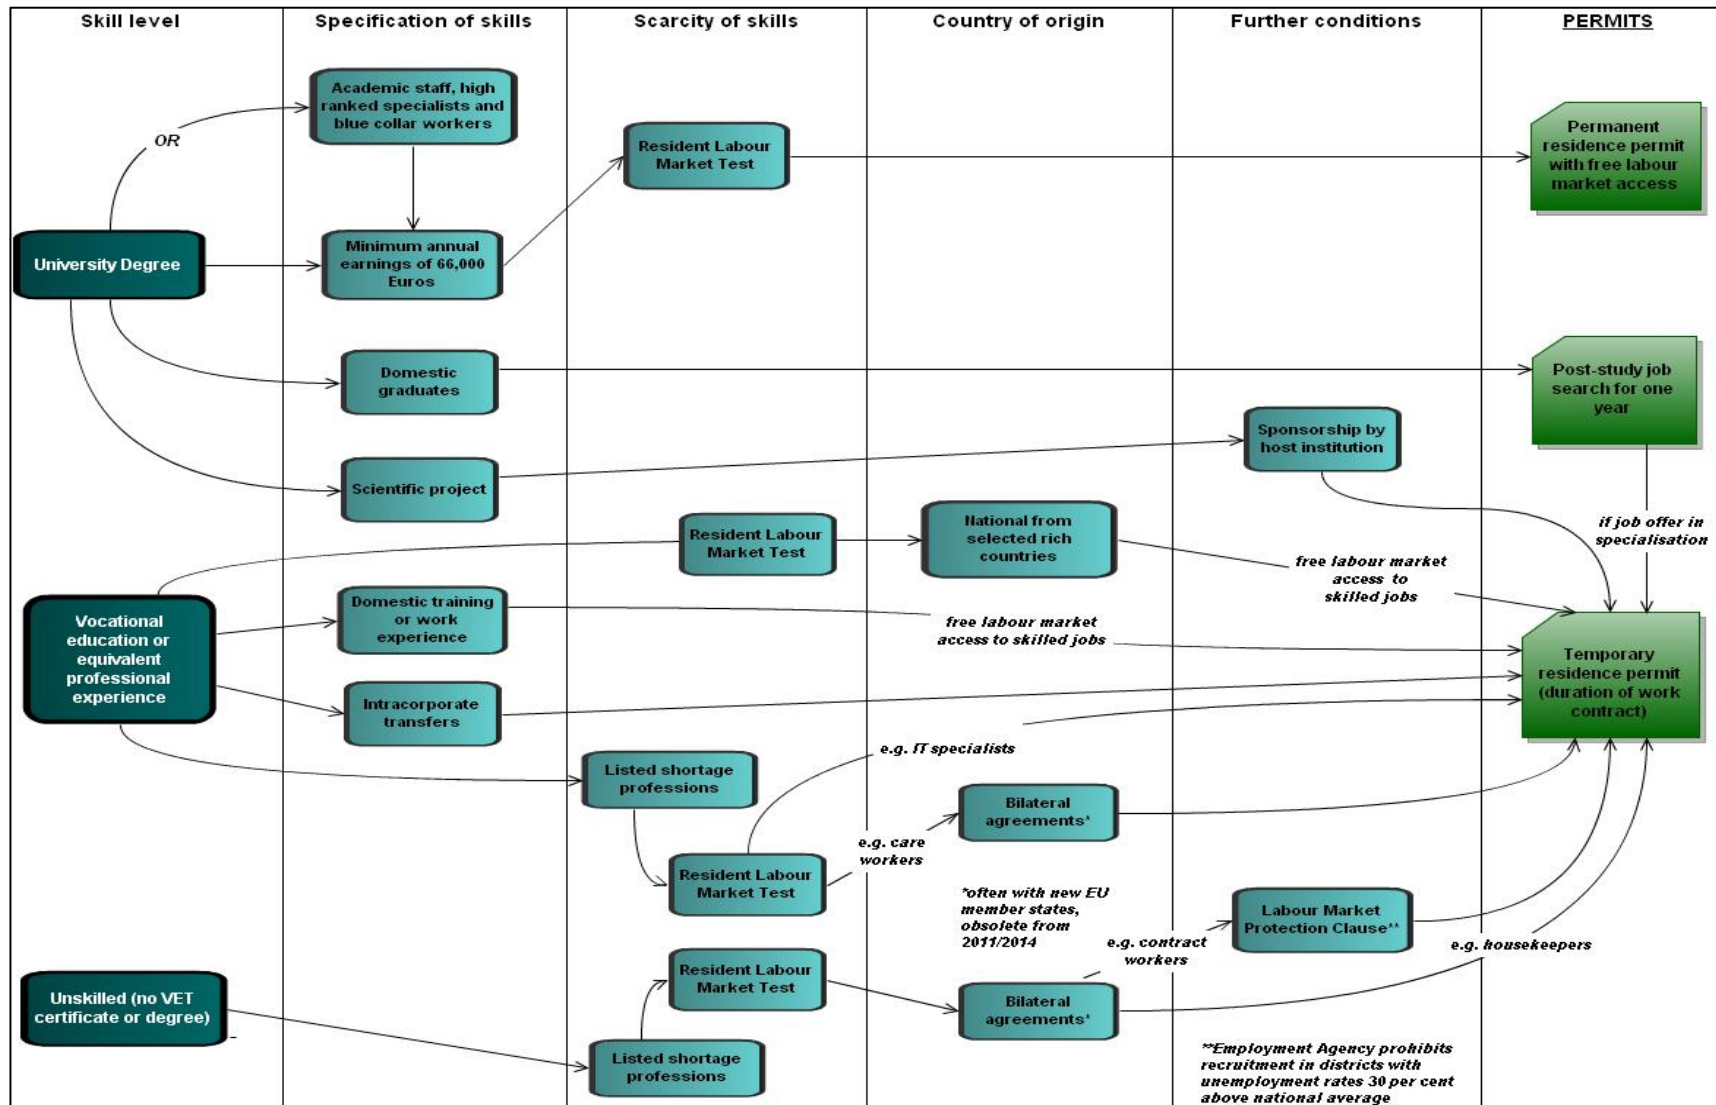 Skill level
Specification of skills
Scarcity of skills
Country of origin
Further conditions
PERMITS
Academic staff, high
ranked specialists and
blue collar workers
OR
Resident Labour
Market Test
Permanent
residence permit
with free labour
market access
University Degree
Minimum annual
earnings of 66,000
Euros
Domestic
graduates
Post-study job
search for one
year
Sponsorship by
host institution
Scientific project
if job offer in
specialisation
Resident Labour
Market Test
National from
selected rich
countries
free labour market
access to
skilled jobs
Vocational
education or
equivalent
professional
experience
Domestic training
or work
experience
free labour market
access to skilled jobs
Temporary
residence permit
(duration of work
contract)
Intracorporate
transfers
e.g. IT specialists
Listed shortage
professions
Bilateral
agreements*
e.g. care
workers
Resident Labour
Market Test
*often with new EU
member states,
obsolete from
2011/2014
Labour Market
Protection Clause**
e.g. contract
workers
e.g. housekeepers
Resident Labour
Market Test
Unskilled (no VET
certificate or degree)
Bilateral
agreements*
Listed shortage
professions
**Employment Agency prohibits
recruitment in districts with
unemployment rates 30 per cent
above national average